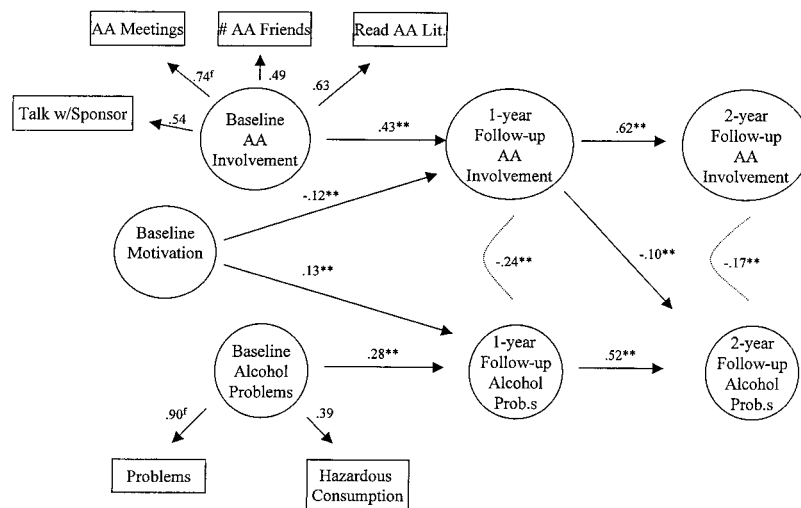 AA Meetings
# AA Friends
Read AA Lit.
.74f
.49
.63
Talk w/Sponsor
.54
Baseline
AA
Involvement
.43**
1-year
Follow-up
AA
Involvement
.62**
2-year
Follow-up
AA
Involvement
-.12**
Baseline
Motivation
.13**
-.24**
-.10**
-.17**
Baseline
Alcohol
Problems
.28**
1-year
Follow-up
Alcohol
Prob.s
.52**
2-year
Follow-up
Alcohol
Prob.s
.90f
.39
Problems
Hazardous
Consumption